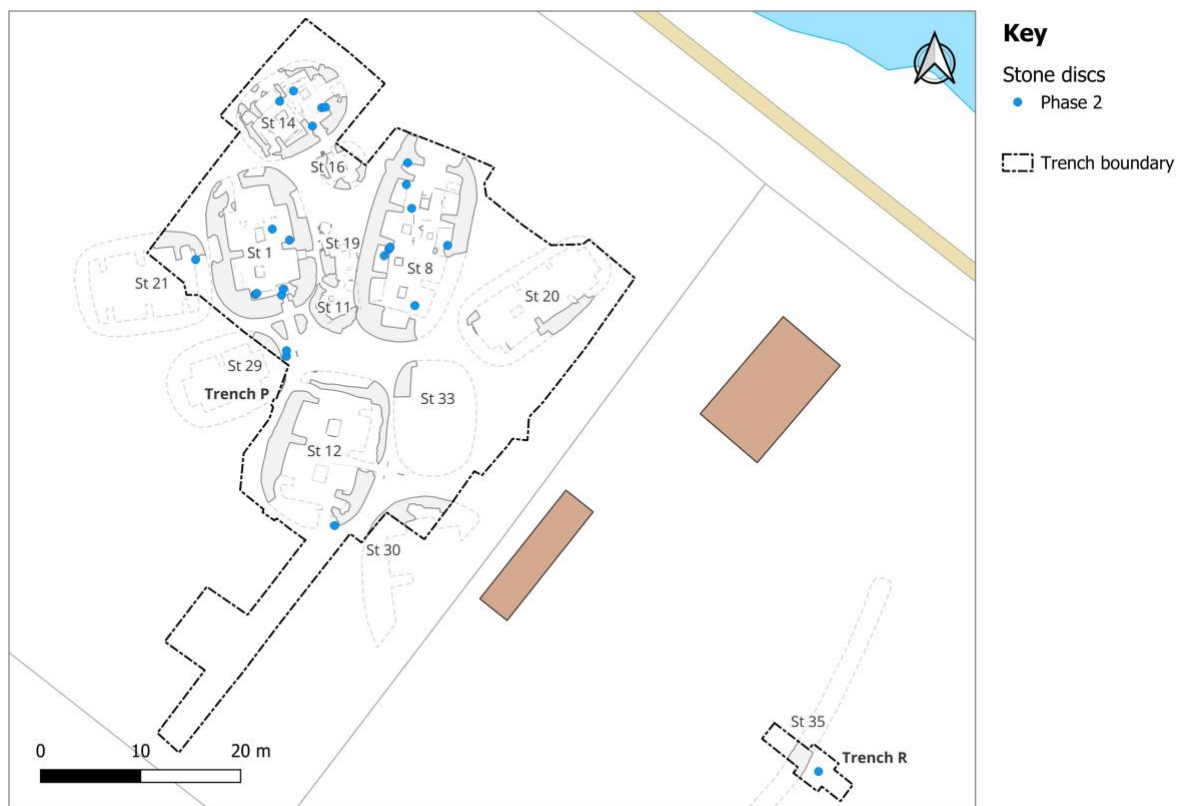 Key
Stone discs
Phase 2
Trench boundary
St 14
St 16
St 19
St 1
St 8
St 21
St 20
St 11
St 29
Trench P
St 33
St 12
St 30
St 35
Trench R
0 10 20 m